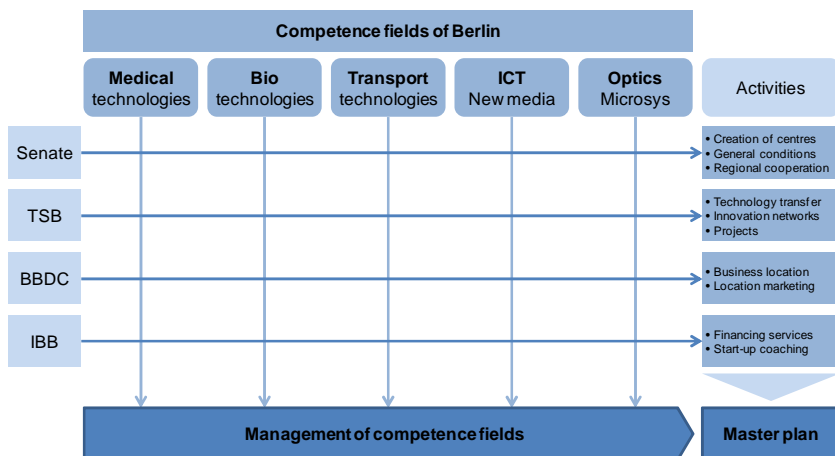 Competence fields of Berlin
Medical
technologies
Bio
technologies
Transport
technologies
ICT
New media
Optics
Microsys
Activities
Senate
• Creation of centres
• General conditions
• Regional cooperation
TSB
• Technology transfer
• Innovation networks
• Projects
BBDC
• Business location
• Location marketing
IBB
• Financing services
• Start-up coaching
Management of competence fields
Master plan